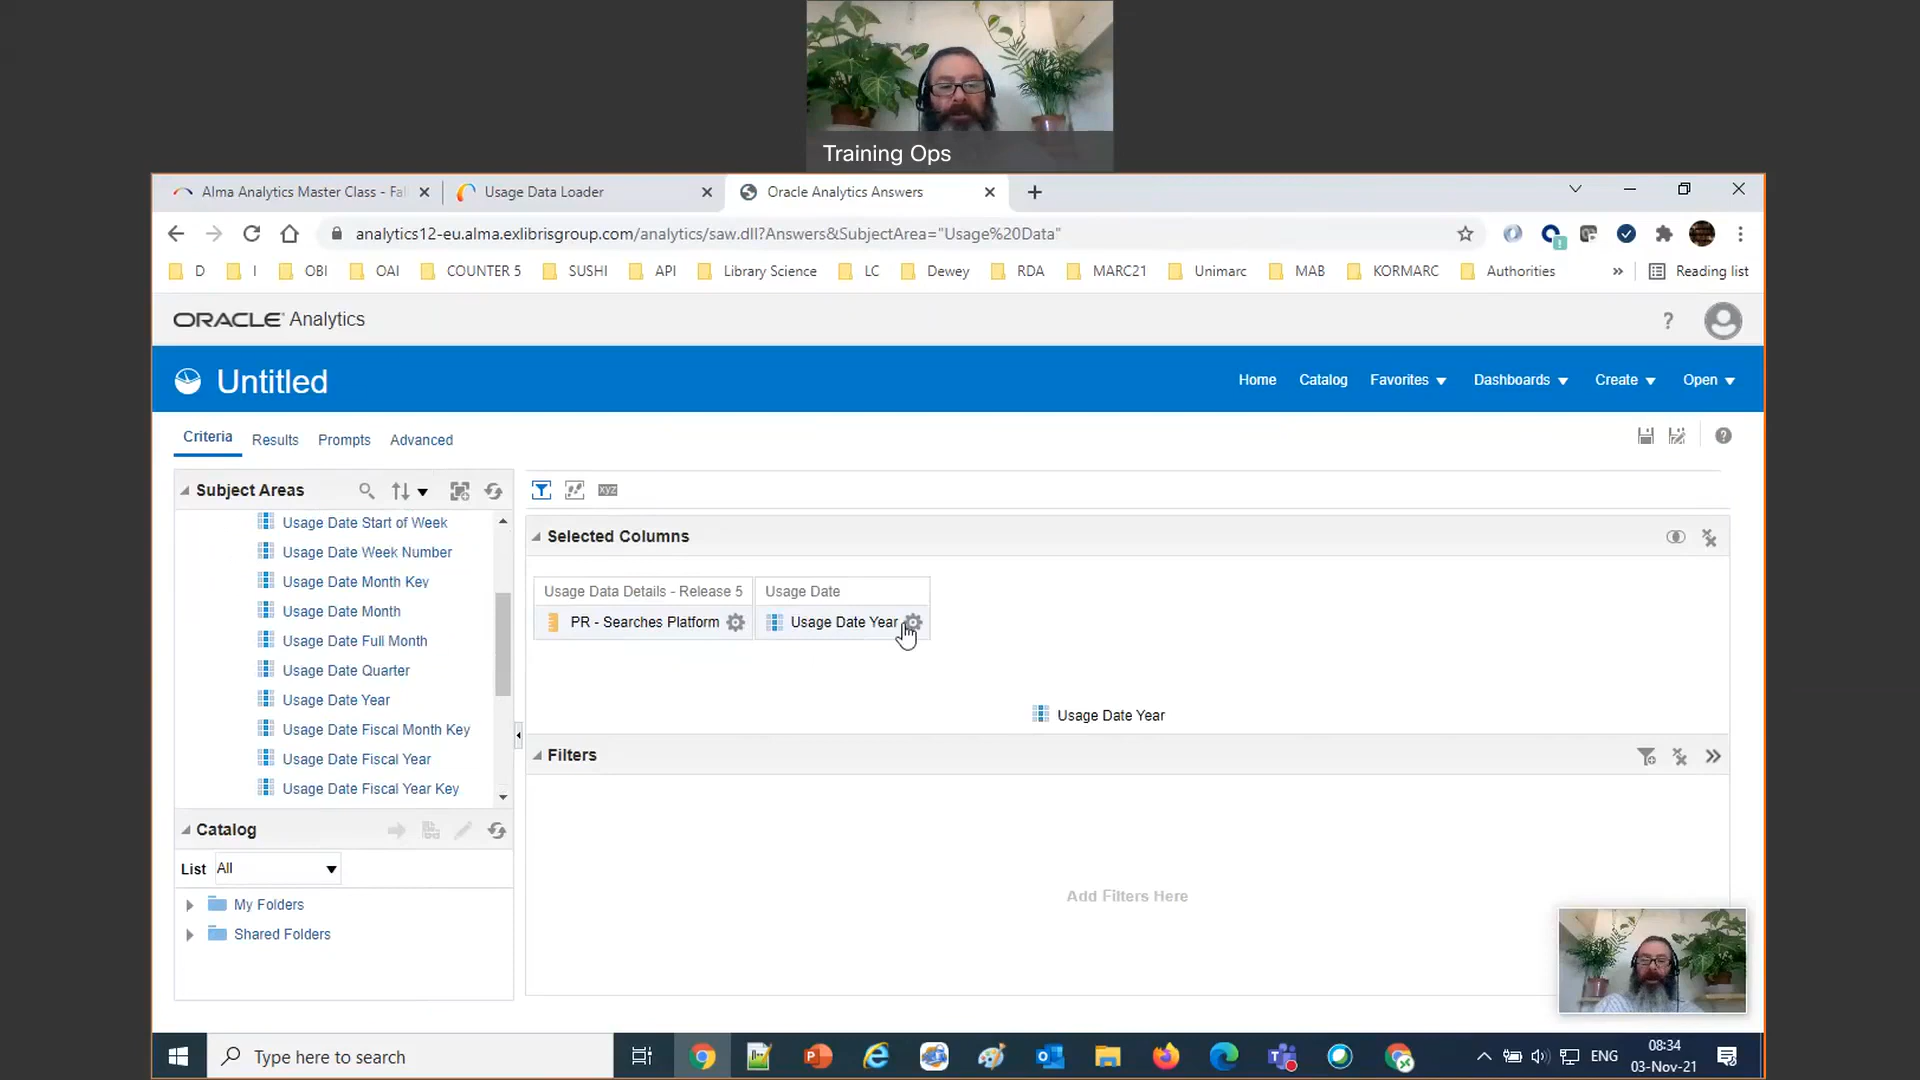 Training Ops
Alma Analytics Master Class - Fal
Usage Data Loader
Oracle Analytics Answers
analytics12-eu.alma.exlibrisgroup.com/analytics/saw.dll?Answers&SubjectArea="Usage%20Data"
D I OBI OAI COUNTER 5 SUSHI API Library Science LC Dewey RDA MARC21 Unimarc MAB KORMARC Authorities » Reading list
ORACLE Analytics
?
Untitled
Home Catalog Favorites Dashboards Create Open
Criteria Results Prompts Advanced
Subject Areas
Usage Date Start of Week
Usage Date Week Number
Usage Date Month Key
Usage Date Month
Usage Date Full Month
Usage Date Quarter
Usage Date Year
Usage Date Fiscal Month Key
Usage Date Fiscal Year
Usage Date Fiscal Year Key
Catalog
List All
My Folders
Shared Folders
xyz
Selected Columns
Usage Data Details - Release 5 Usage Date
PR - Searches Platform Usage Date Year
Usage Date Year
Filters
Add Filters Here
Type here to search
ENG
08:34
03-Nov-21